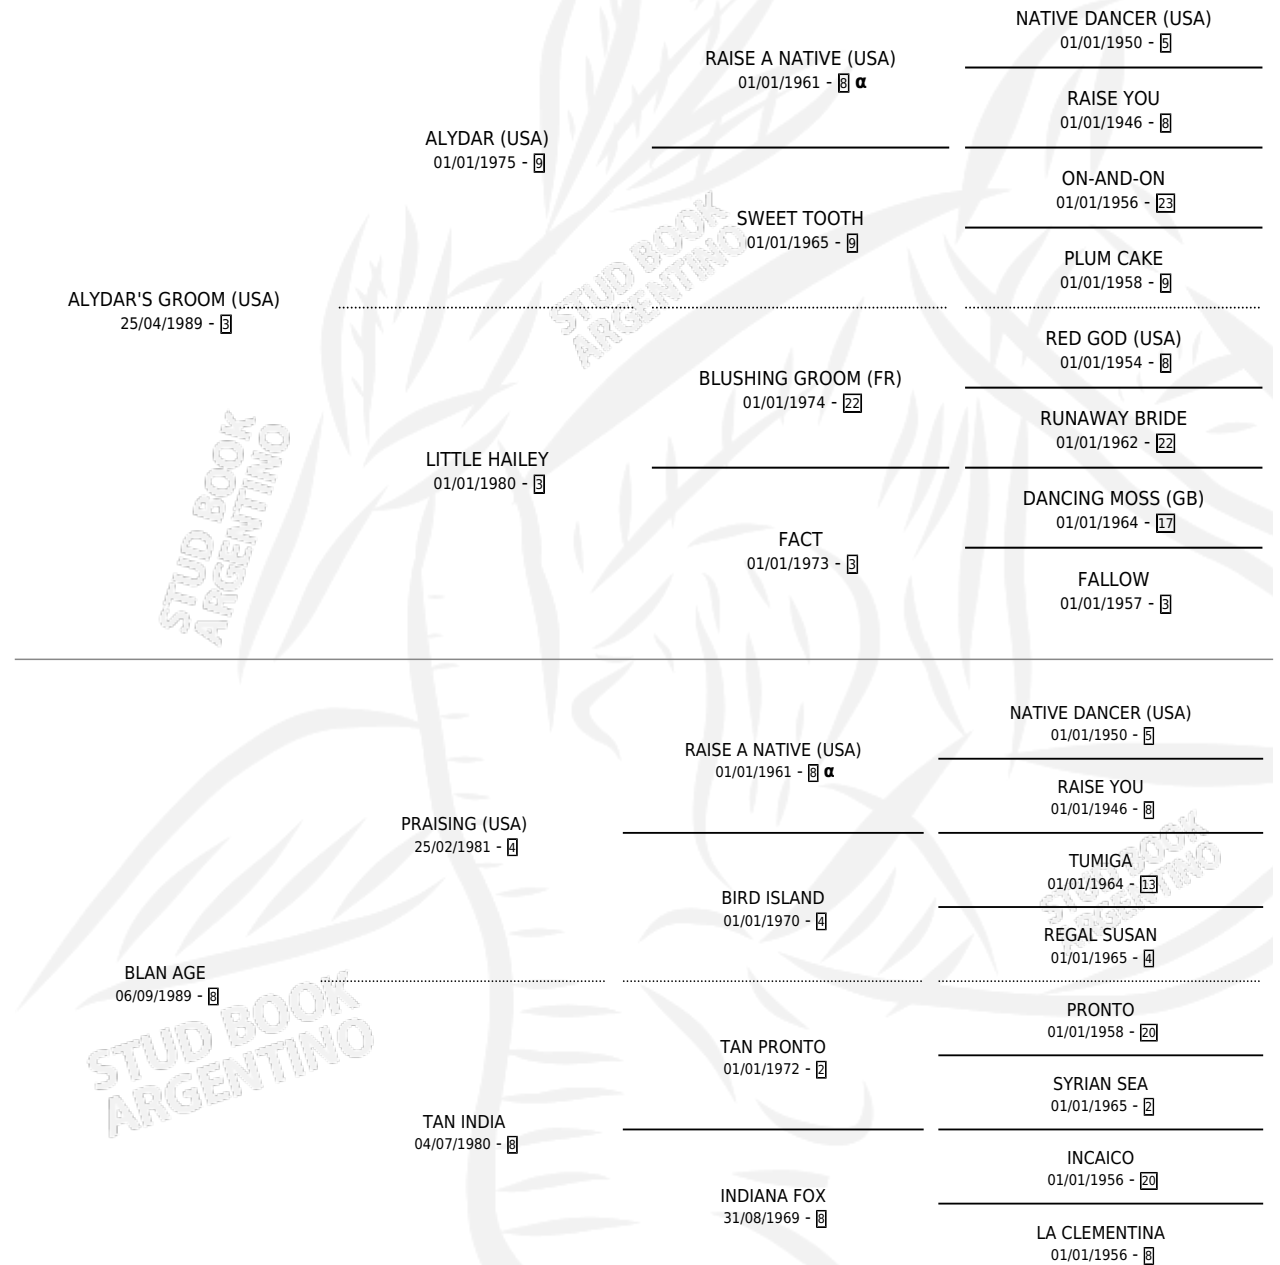 NATIVE DANCER (USA)
01/01/1950 - 5
RAISE A NATIVE (USA)
01/01/1961 - 8 α
RAISE YOU
01/01/1946 - 8
ALYDAR (USA)
01/01/1975 - 9
ON-AND-ON
01/01/1956 - 23
SWEET TOOTH
01/01/1965 - 9
PLUM CAKE
01/01/1958 - 9
ALYDAR'S GROOM (USA)
25/04/1989 - 3
RED GOD (USA)
01/01/1954 - 8
BLUSHING GROOM (FR)
01/01/1974 - 22
RUNAWAY BRIDE
01/01/1962 - 22
LITTLE HAILEY
01/01/1980 - 3
DANCING MOSS (GB)
01/01/1964 - 17
FACT
01/01/1973 - 3
FALLOW
01/01/1957 - 3
STUD BOOK
ARGENTINO
STUD BOOK
ARGENTINO
NATIVE DANCER (USA)
01/01/1950 - 5
RAISE A NATIVE (USA)
01/01/1961 - 8 α
RAISE YOU
01/01/1946 - 8
PRAISING (USA)
25/02/1981 - 4
TUMIGA
01/01/1964 - 13
BIRD ISLAND
01/01/1970 - 4
REGAL SUSAN
01/01/1965 - 4
BLAN AGE
06/09/1989 - 8
PRONTO
01/01/1958 - 20
TAN PRONTO
01/01/1972 - 2
SYRIAN SEA
01/01/1965 - 2
TAN INDIA
04/07/1980 - 8
INCAICO
01/01/1956 - 20
INDIANA FOX
31/08/1969 - 8
LA CLEMENTINA
01/01/1956 - 8
STUD BOOK
ARGENTINO
STUD BOOK
ARGENTINO